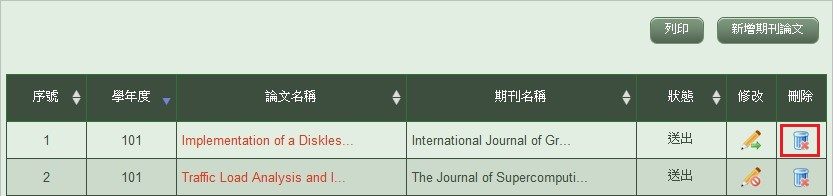 列印 新增期刊論文
序號 學年度 論文名稱 期刊名稱 狀態 修改 刪除
1 101 Implementation of a Diskles... International Journal of Gr... 送出
2 101 Traffic Load Analysis and I... The Journal of Supercomputi... 送出